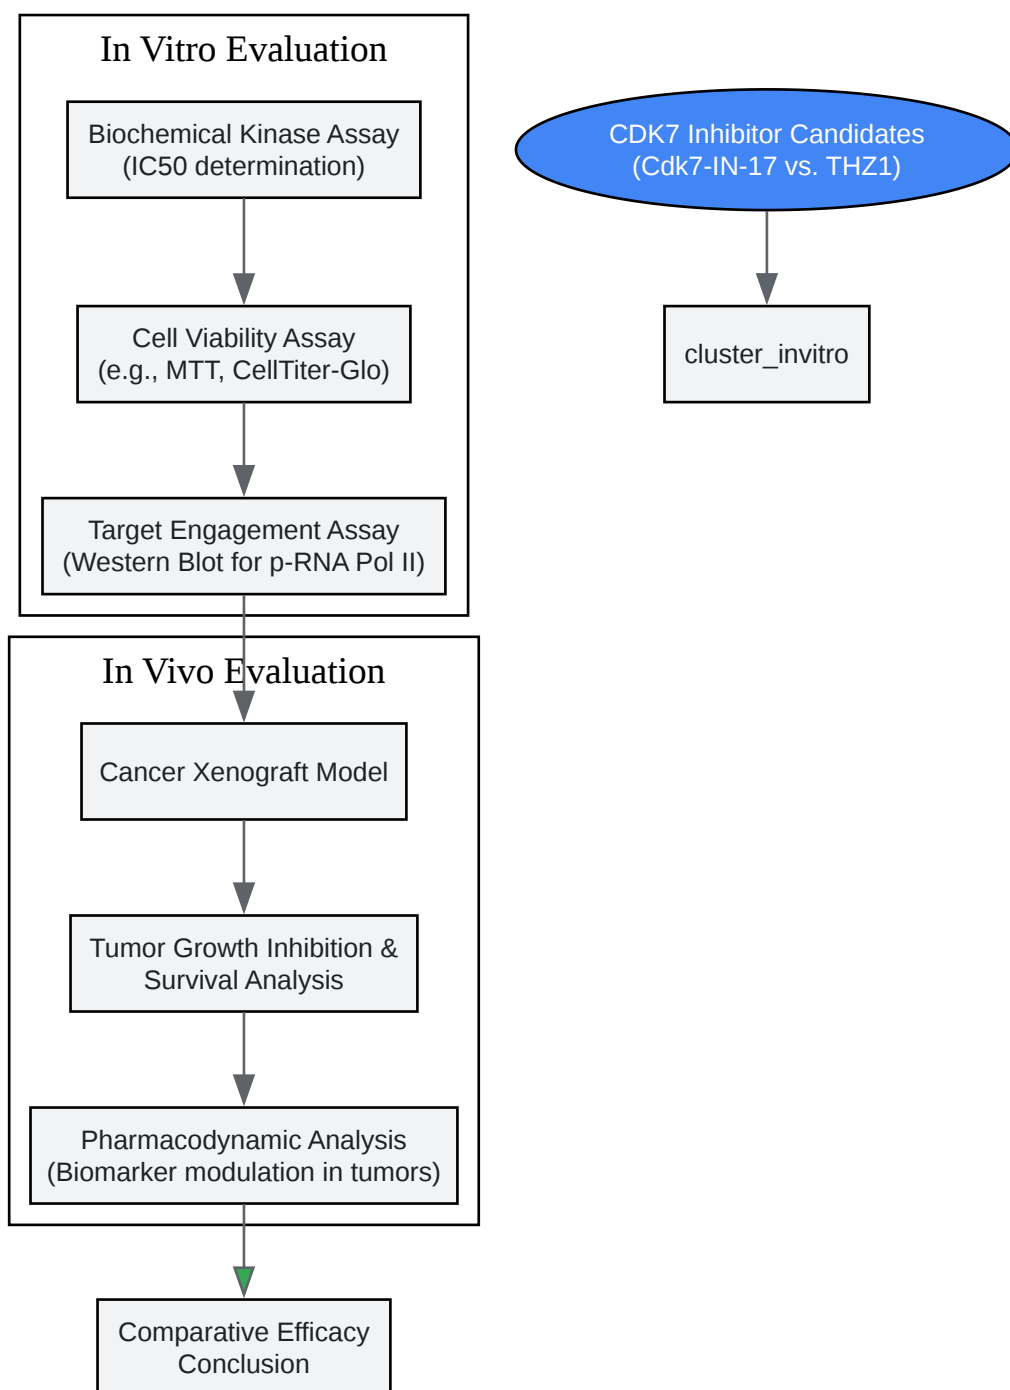 In Vitro Evaluation
Biochemical Kinase Assay
(IC50 determination)
Cell Viability Assay
(e.g., MTT, CellTiter-Glo)
Target Engagement Assay
(Western Blot for p-RNA Pol II)
In Vivo Evaluation
Cancer Xenograft Model
Tumor Growth Inhibition &
Survival Analysis
Pharmacodynamic Analysis
(Biomarker modulation in tumors)
Comparative Efficacy
Conclusion
CDK7 Inhibitor Candidates
(Cdk7-IN-17 vs. THZ1)
cluster_invitro